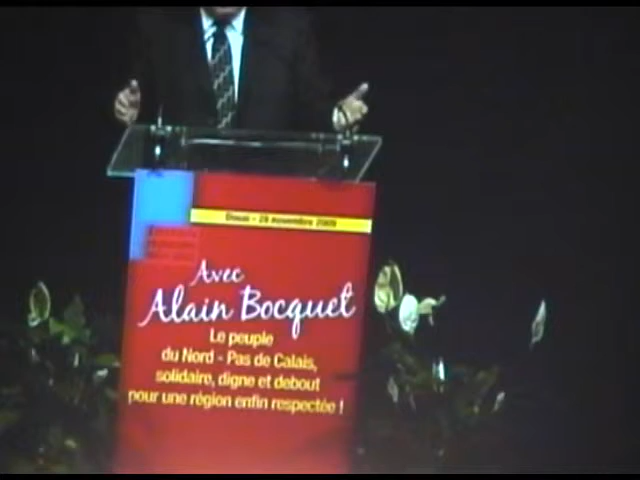 Douai - 28 novembre 2009
Avec
Alain Bocquet
Le peuple
du Nord - Pas de Calais,
solidaire, digne et debout
pour une région enfin respectée !